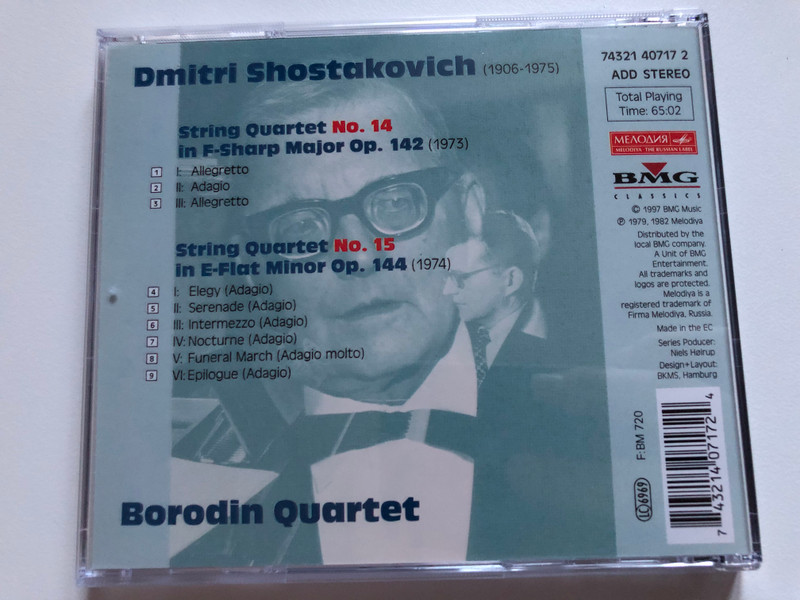 Dmitri Shostakovich (1906-1975)
String Quartet No. 14
in F-Sharp Major Op. 142 (1973)
1 I: Allegretto
2 II: Adagio
3 III: Allegretto
String Quartet No. 15
in E-Flat Minor Op. 144 (1974)
4 I: Elegy (Adagio)
5 II: Serenade (Adagio)
6 III: Intermezzo (Adagio)
7 IV: Nocturne (Adagio)
8 V: Funeral March (Adagio molto)
9 VI: Epilogue (Adagio)
Borodin Quartet
74321 40717 2
ADD STEREO
Total Playing
Time: 65:02
МЕЛОДИЯ
MELODIYA THE RUSSIAN LABEL
BMG
CLASSICS
© 1997 BMG Music
℗ 1979, 1982 Melodiya
Distributed by the
local BMG company.
A Unit of BMG
Entertainment.
All trademarks and
logos are protected.
Melodiya is a
registered trademark of
Firma Melodiya, Russia.
Made in the EC
Series Poducer:
Niels Høirup
Design+Layout:
BKMS, Hamburg
F: BM 720
LC 6969
7 43214 07172 4